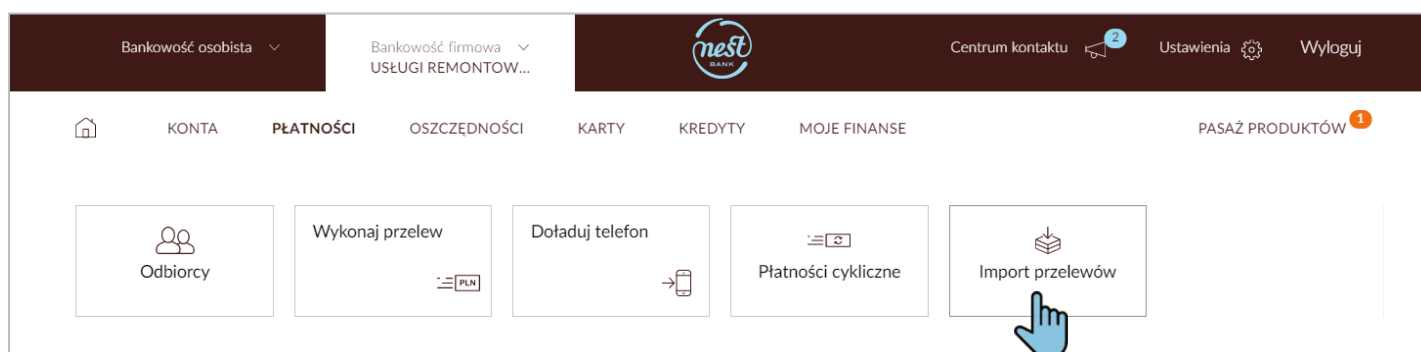 Bankowość osobista
Bankowość firmowa
USŁUGI REMONTOW...
nest
BANK
Centrum kontaktu 2
Ustawienia
Wyloguj
KONTA PŁATNOŚCI OSZCZĘDNOŚCI KARTY KREDYTY MOJE FINANSE PASAŻ PRODUKTÓW 1
Odbiorcy
Wykonaj przelew
PLN
Doładuj telefon
Płatności cykliczne
Import przelewów